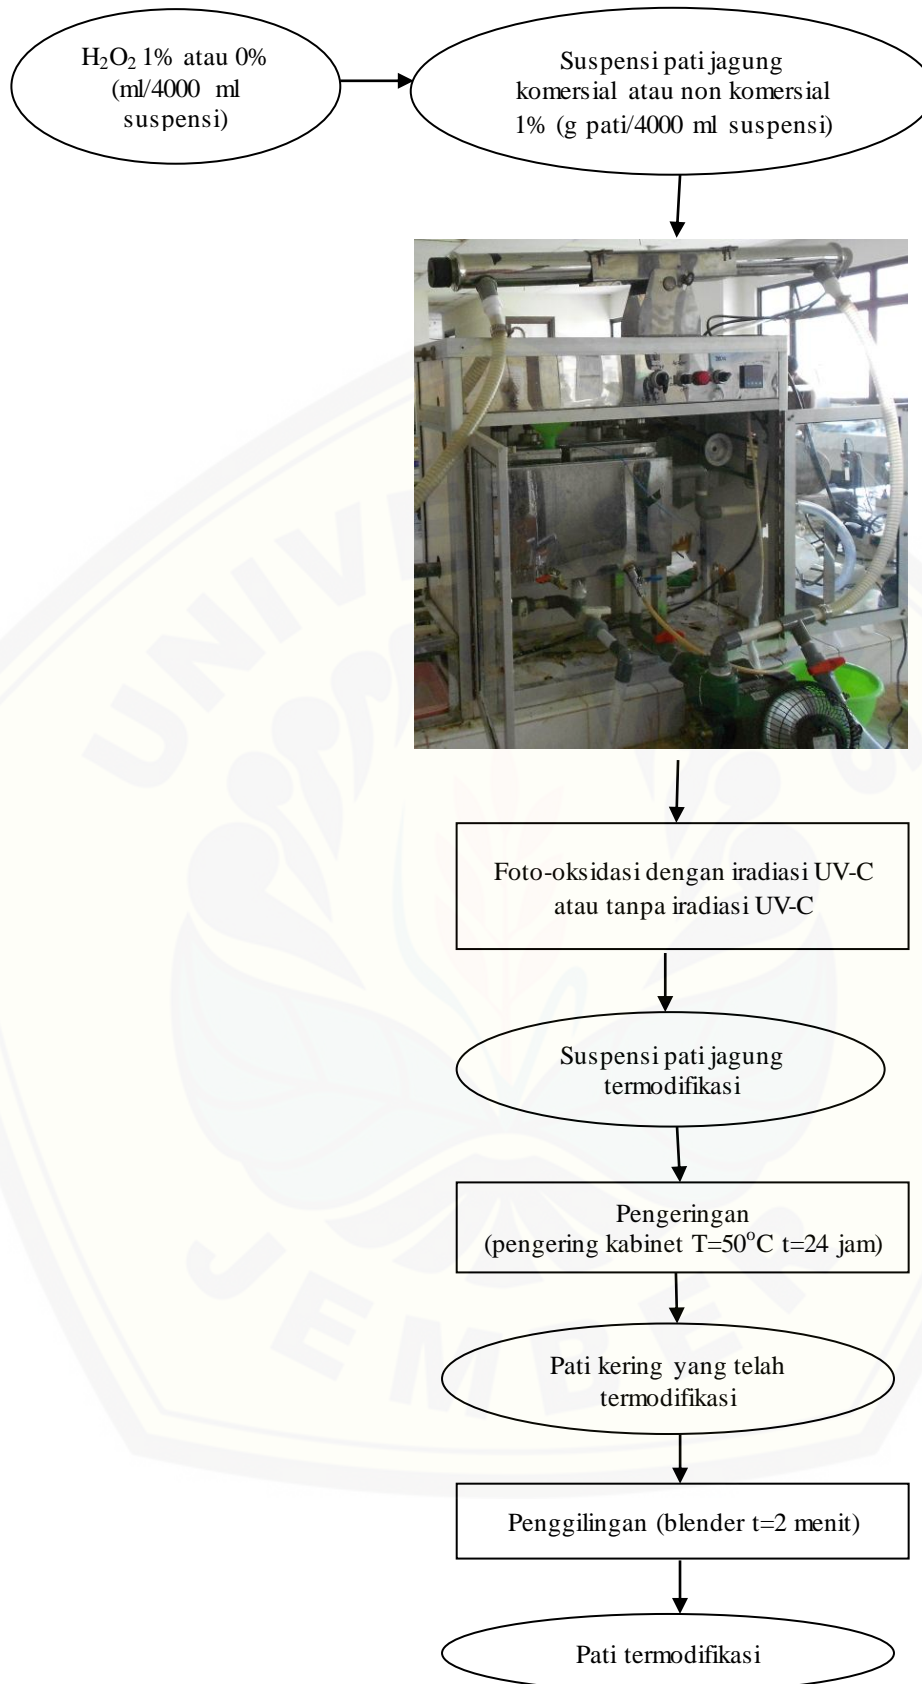 H₂O₂ 1% atau 0%
(ml/4000 ml
suspensi)
Suspensi pati jagung
komersial atau non komersial
1% (g pati/4000 ml suspensi)
Foto-oksidasi dengan iradiasi UV-C
atau tanpa iradiasi UV-C
Suspensi pati jagung
termodifikasi
Pengeringan
(pengering kabinet T=50°C t=24 jam)
Pati kering yang telah
termodifikasi
Penggilingan (blender t=2 menit)
Pati termodifikasi
JEMBER